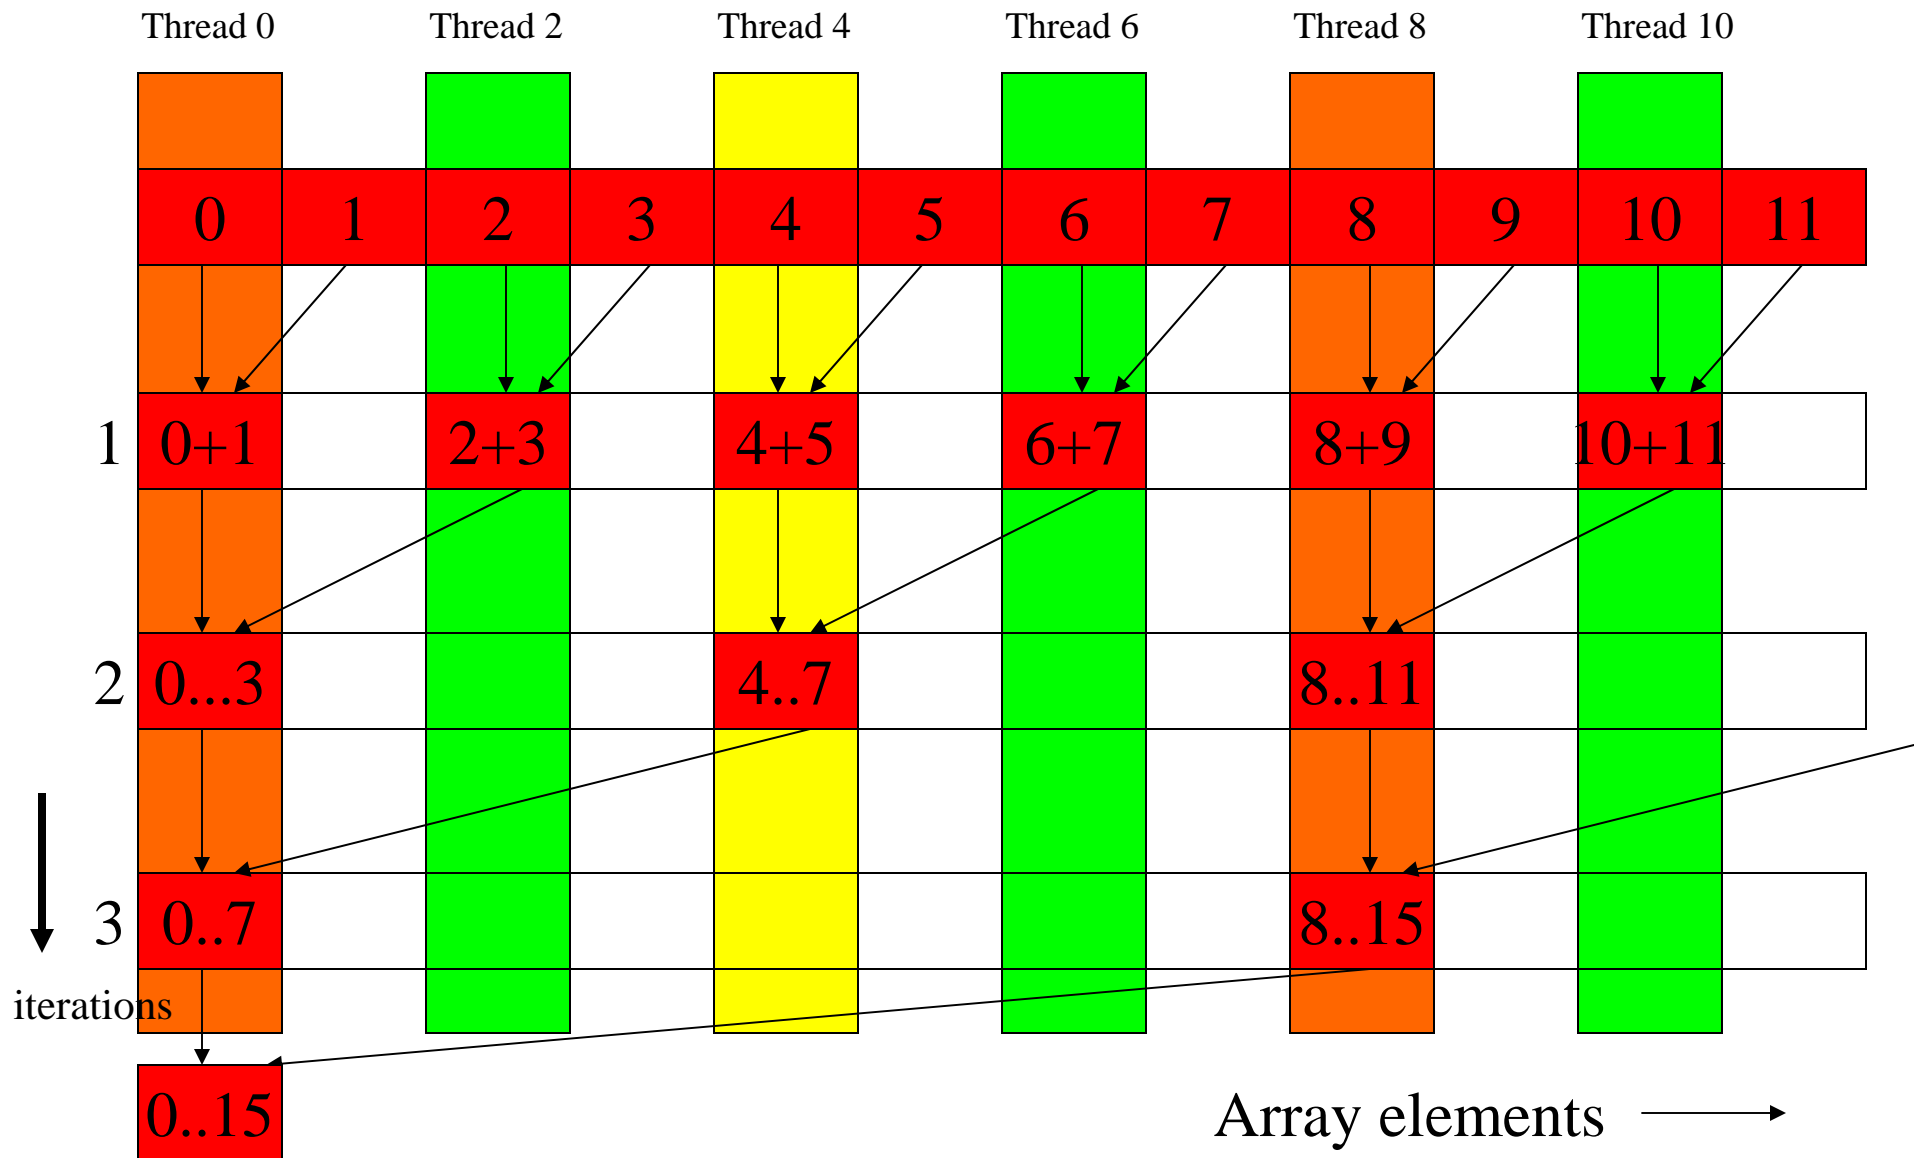 Thread 0 Thread 2 Thread 4 Thread 6 Thread 8 Thread 10
0 1 2 3 4 5 6 7 8 9 10 11
1 0+1 2+3 4+5 6+7 8+9 10+11
2 0...3 4..7 8..11
3 0..7 8..15
iterations
0..15
Array elements